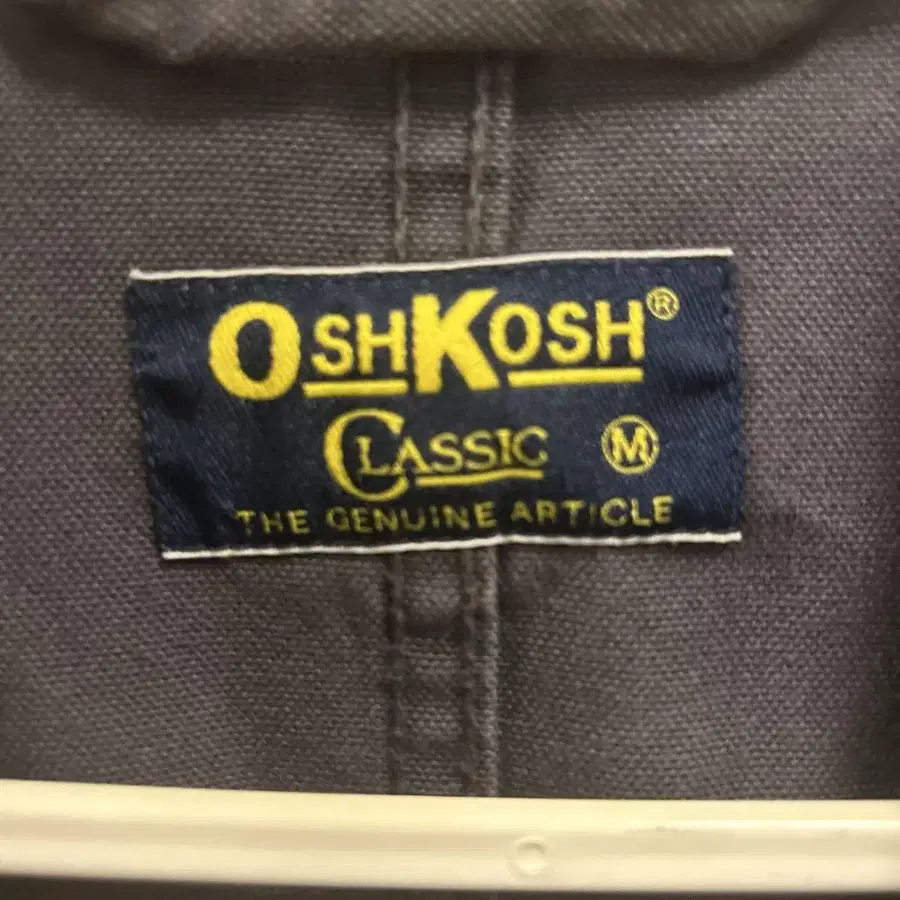 OSHKOSH®
CLASSIC Ⓜ
THE GENUINE ARTICLE